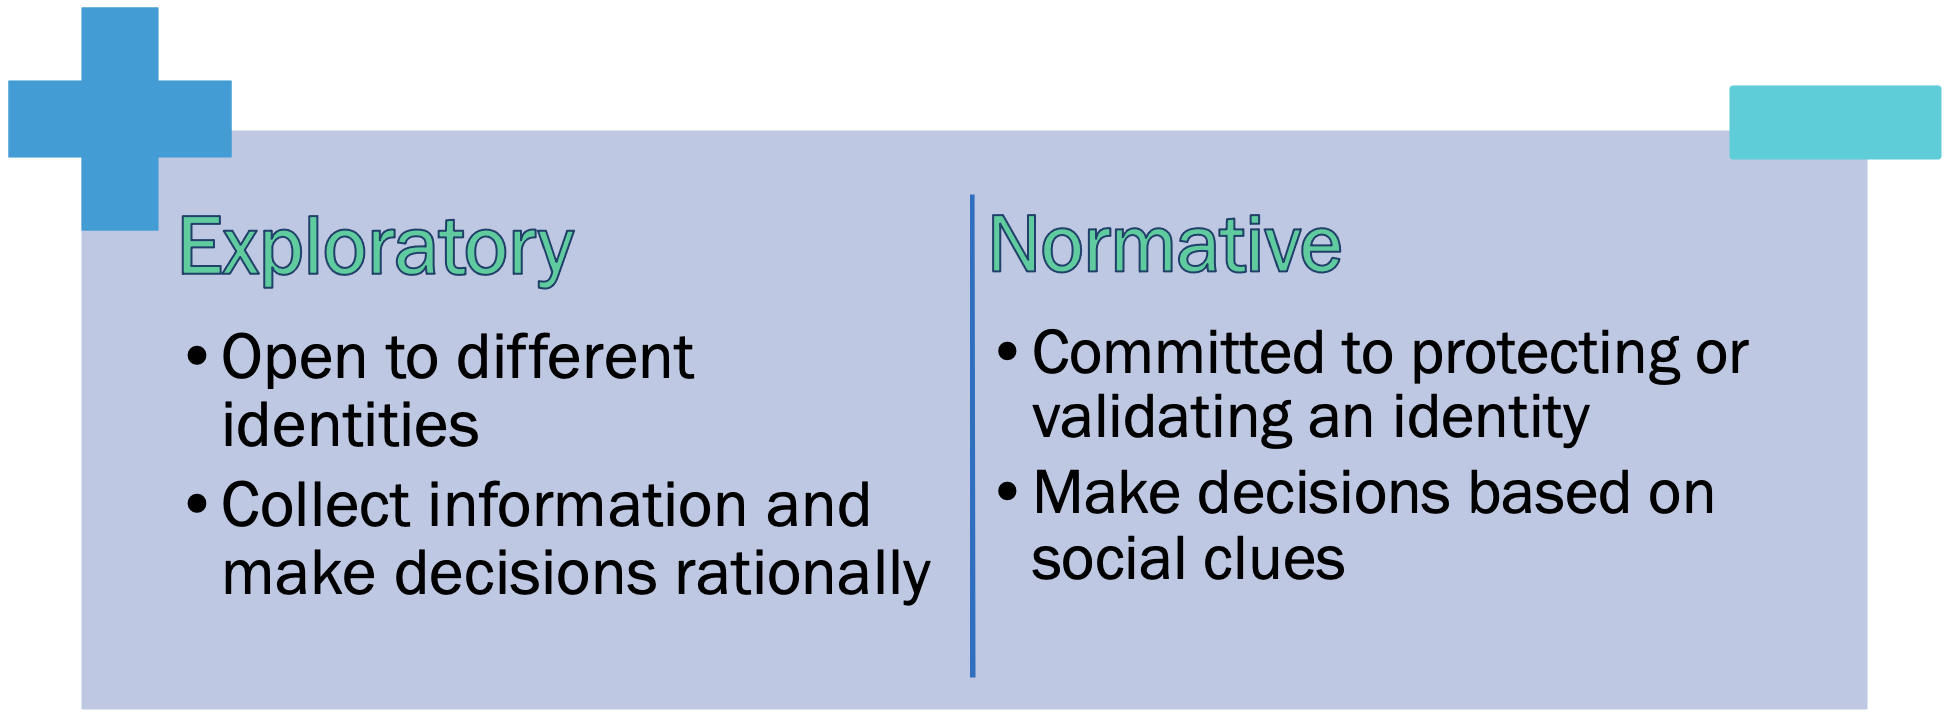 Exploratory
• Open to different
identities
• Collect information and
make decisions rationally
Normative
• Committed to protecting or
validating an identity
• Make decisions based on
social clues